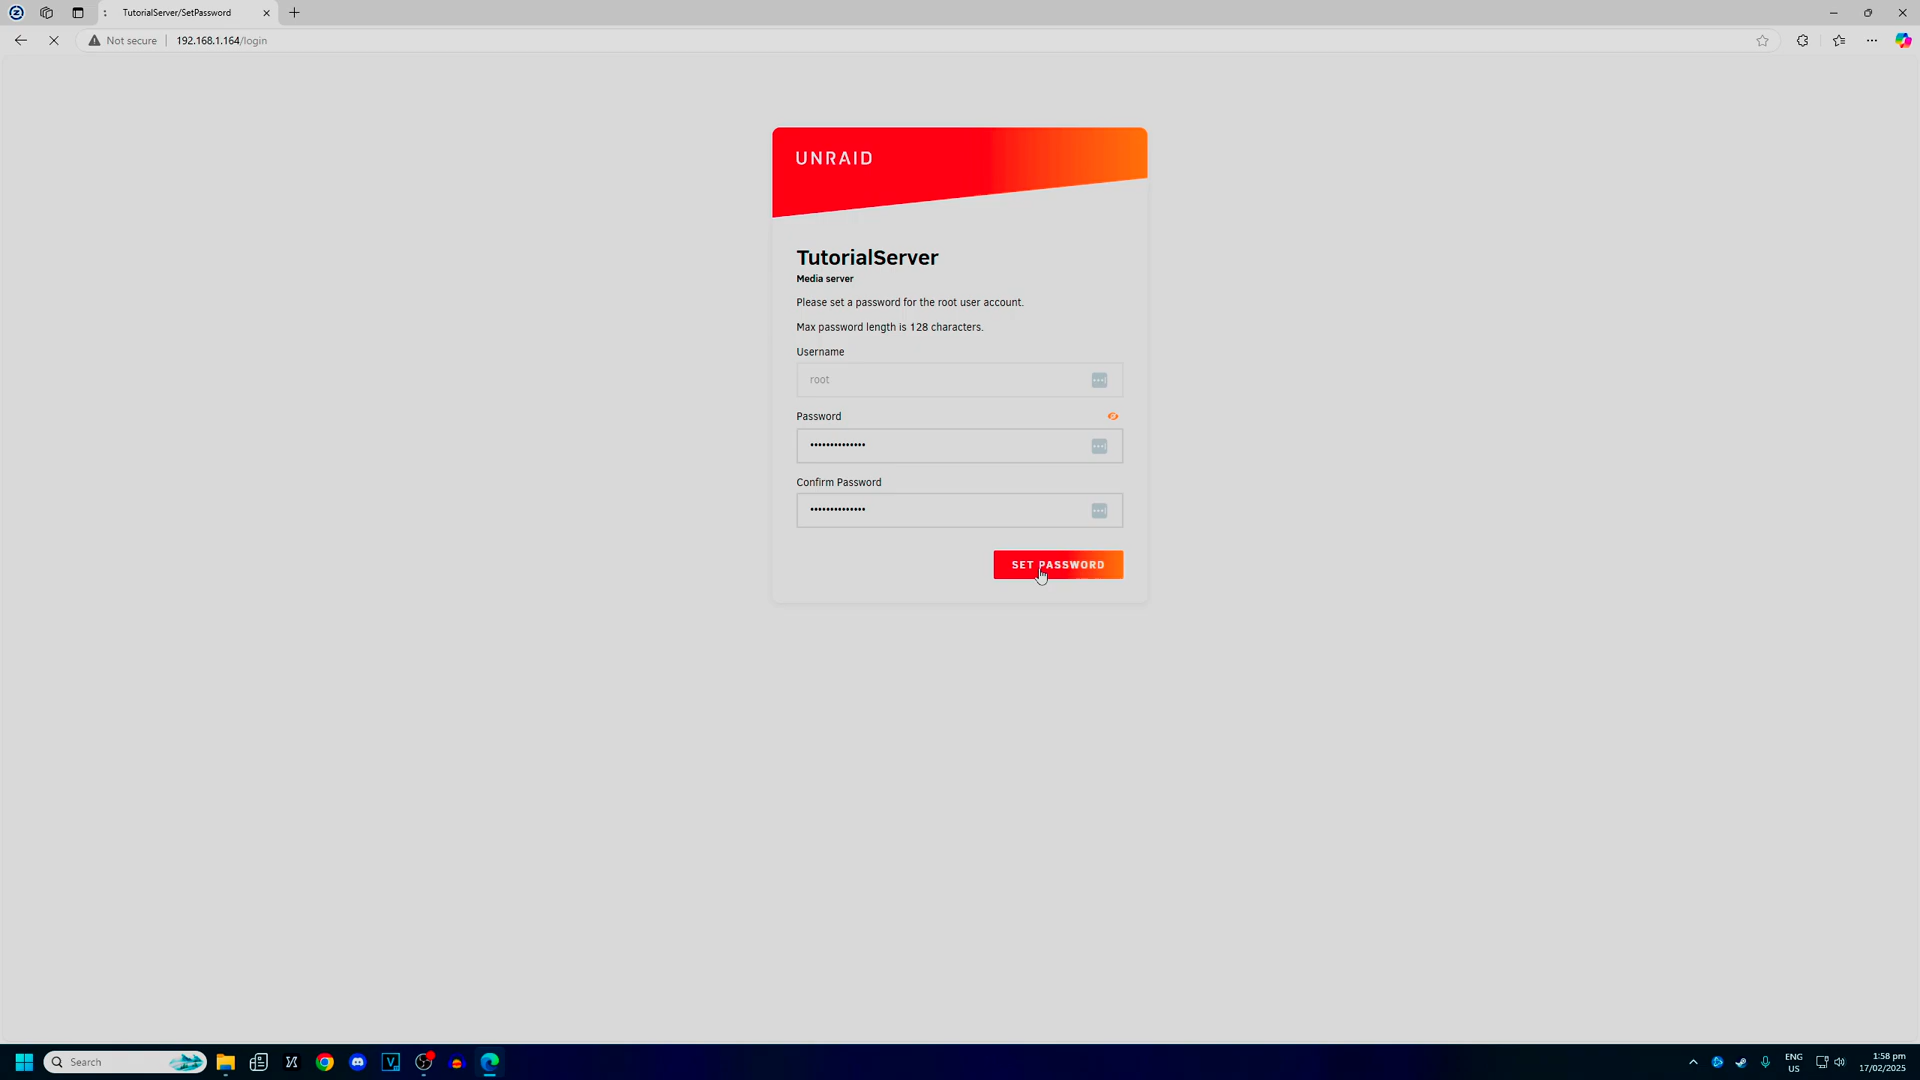 TutorialServer/SetPassword
Not secure
192.168.1.164/login
UNRAID
TutorialServer
Media server
Please set a password for the root user account.
Max password length is 128 characters.
Username
root
Password
••••••••••••••
Confirm Password
••••••••••••••
SET PASSWORD
Search
ENG
US
1:58 pm
17/02/2025